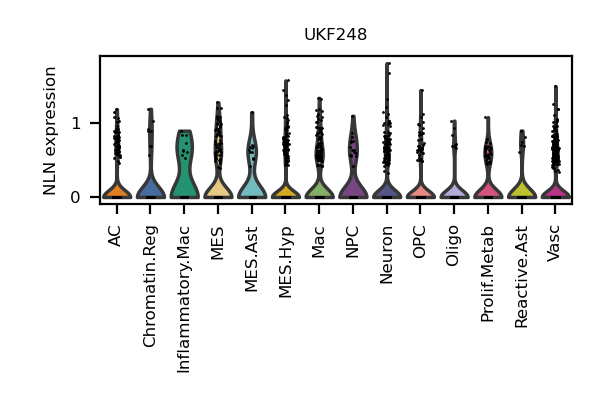 UKF248
NLN expression
1
0
AC
Chromatin.Reg
Inflammatory.Mac
MES
MES.Ast
MES.Hyp
Mac
NPC
Neuron
OPC
Oligo
Prolif.Metab
Reactive.Ast
Vasc